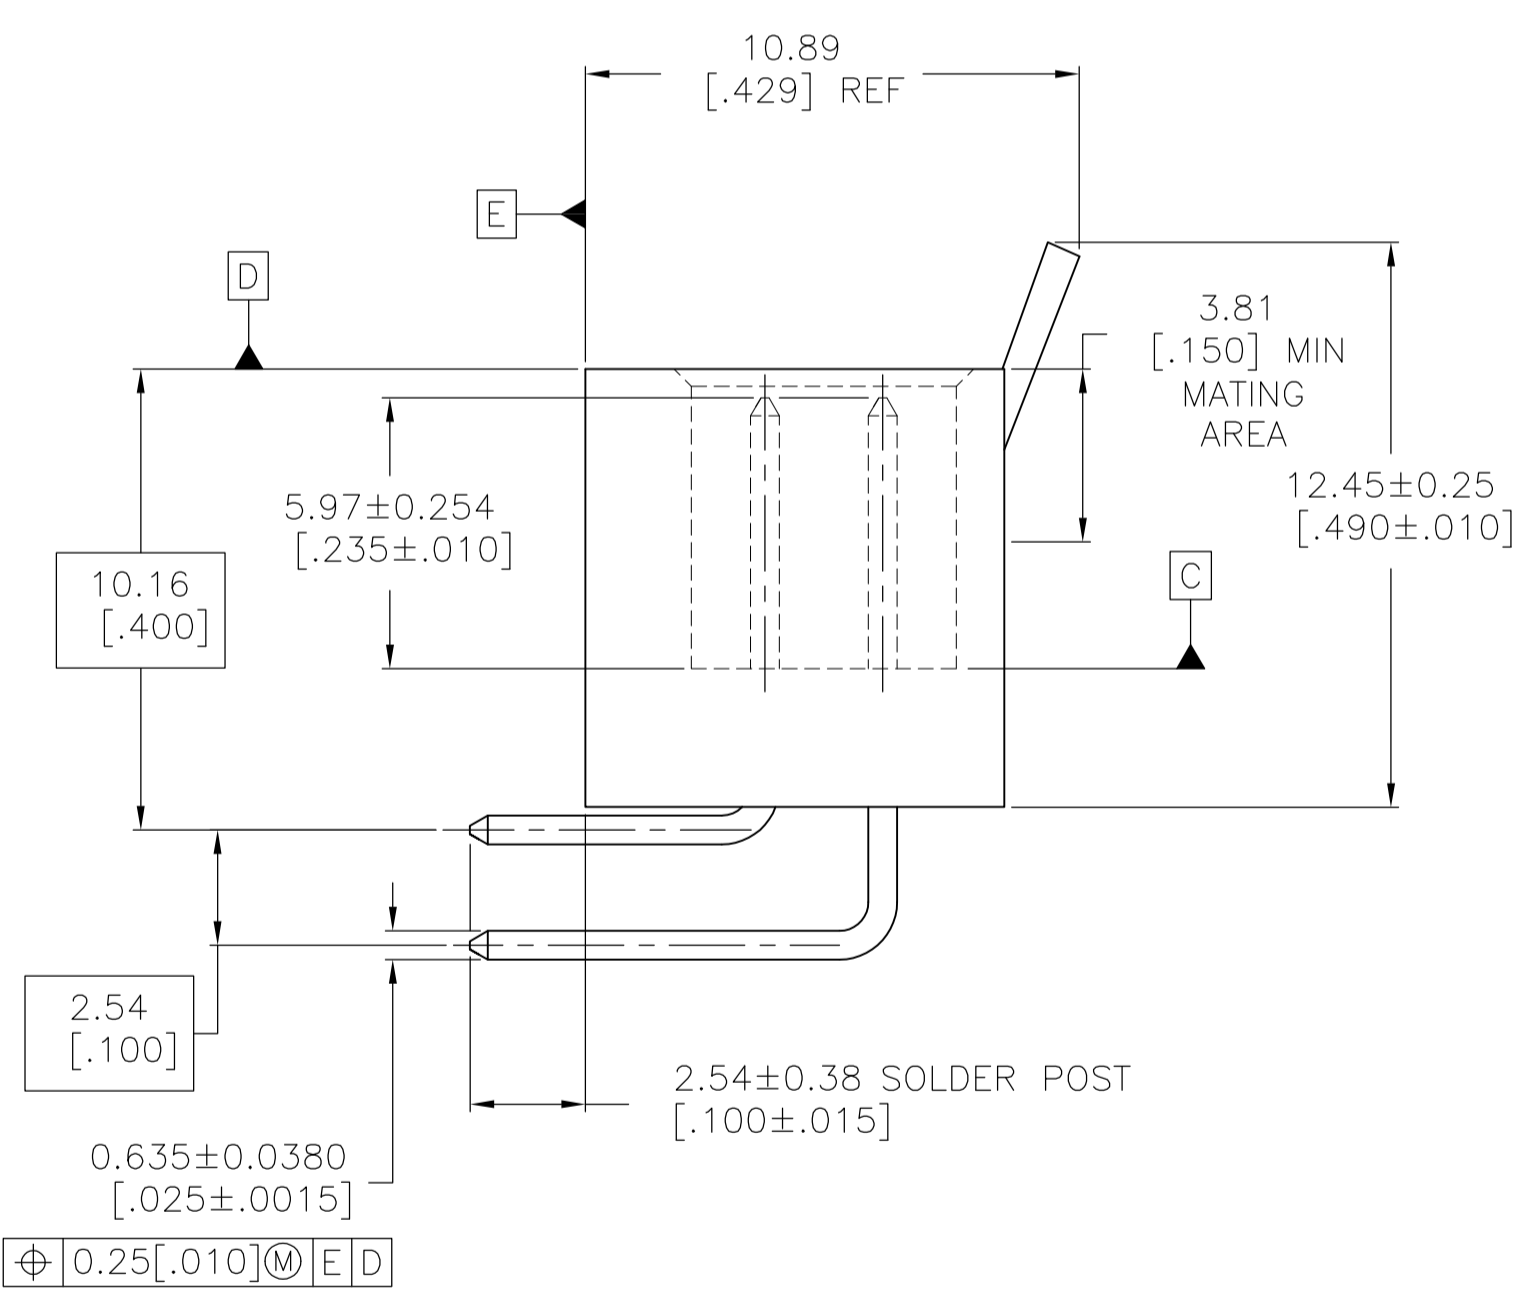 10.89
[.429] REF
E
D
3.81
[.150] MIN
MATING
AREA
12.45±0.25
[.490±.010]
5.97±0.254
[.235±.010]
C
10.16
[.400]
2.54
[.100]
2.54±0.38 SOLDER POST
[.100±.015]
0.635±0.0380
[.025±.0015]
⌖ 0.25[.010]Ⓜ E D